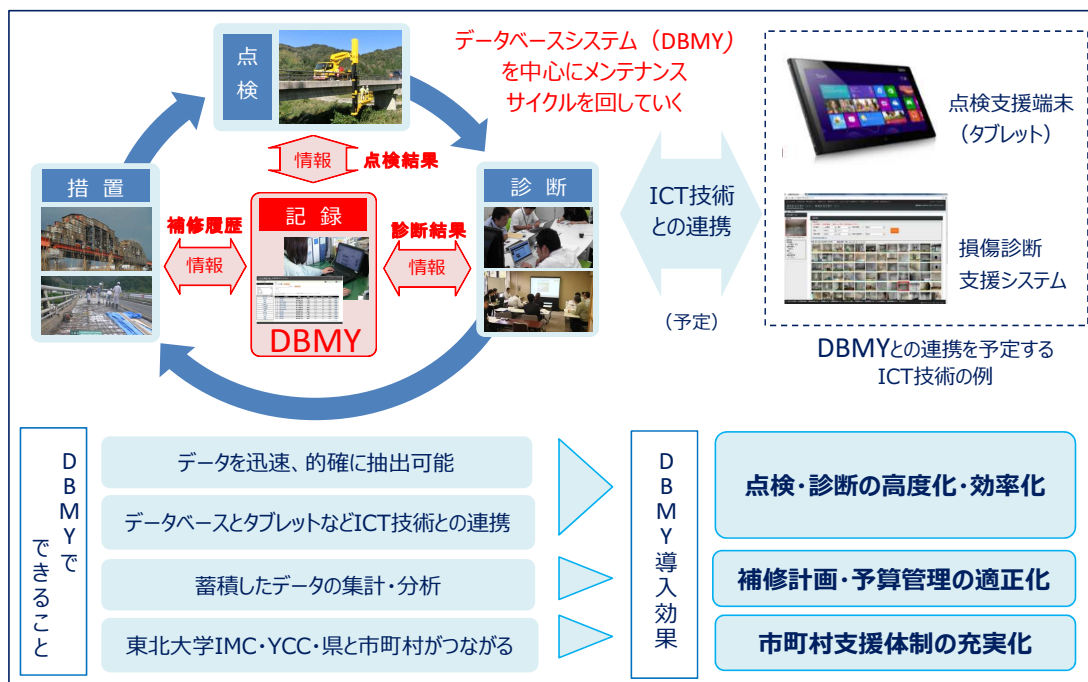 点
検
データベースシステム（DBMY）
を中心にメンテナンス
サイクルを回していく
情報
点検結果
措 置
補修履歴
情報
記 録
DBMY
診断結果
情報
診 断
ICT技術
との連携
（予定）
点検支援端末
（タブレット）
損傷診断
支援システム
DBMYとの連携を予定する
ICT技術の例
DBMYで
できること
データを迅速、的確に抽出可能
データベースとタブレットなどICT技術との連携
蓄積したデータの集計・分析
東北大学IMC・YCC・県と市町村がつながる
DBMY導入効果
点検・診断の高度化・効率化
補修計画・予算管理の適正化
市町村支援体制の充実化